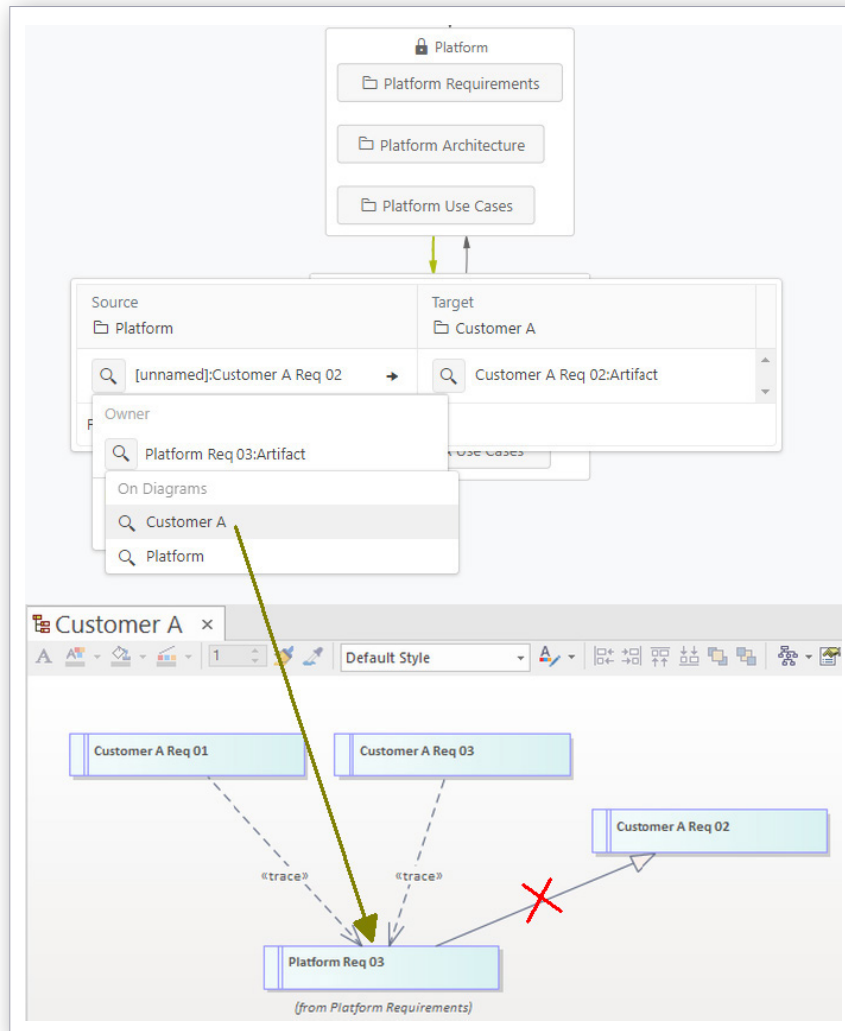 Platform
Platform Requirements
Platform Architecture
Platform Use Cases
Source
Target
Platform
Customer A
[unnamed]:Customer A Req 02
Customer A Req 02:Artifact
Owner
F
Platform Req 03:Artifact
Use Cases
On Diagrams
Customer A
Platform
Customer A ×
A
1
Default Style
A
Customer A Req 01
Customer A Req 03
Customer A Req 02
«trace»
«trace»
Platform Req 03
(from Platform Requirements)